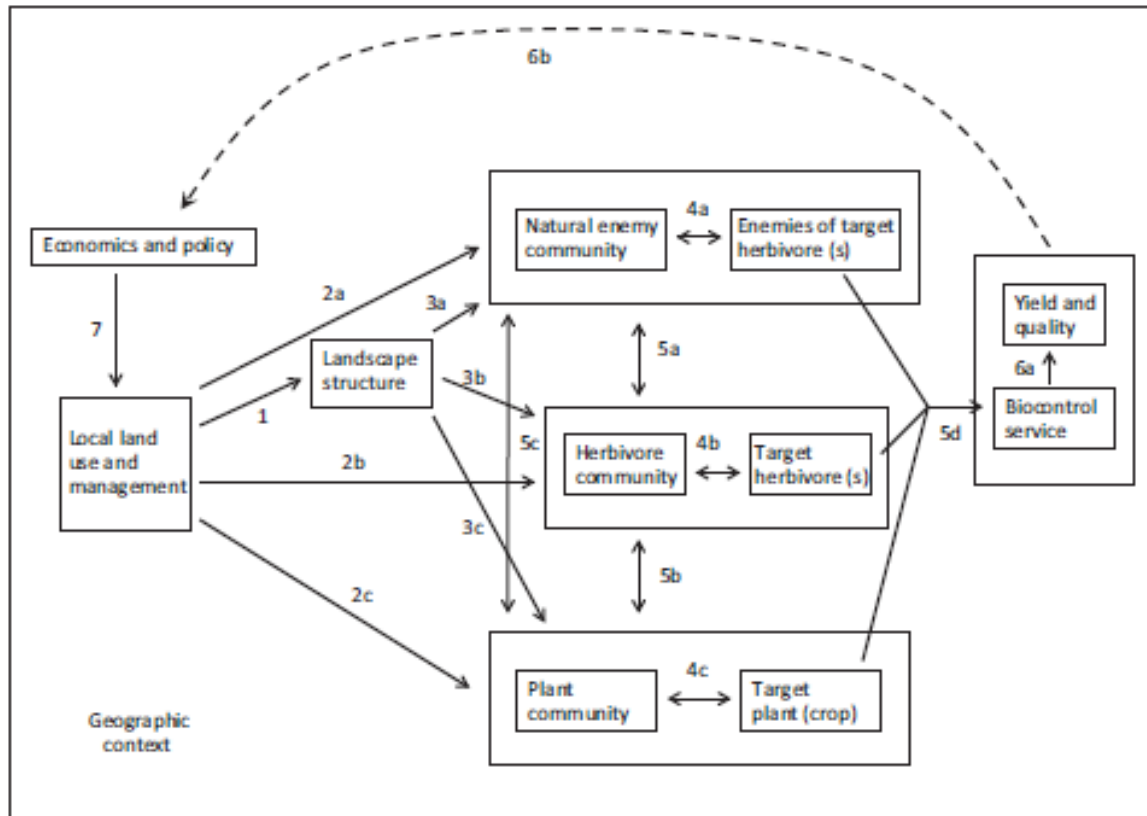 6b
Natural enemy
community
4a
Enemies of target
herbivore (s)
Economics and policy
2a
3a
7
Landscape
structure
5a
Yield and
quality
3b
6a
1
5c
Biocontrol
service
5d
Local land
use and
management
2b
Herbivore
community
4b
Target
herbivore (s)
3c
5b
2c
4c
Plant
community
Target
plant (crop)
Geographic
context